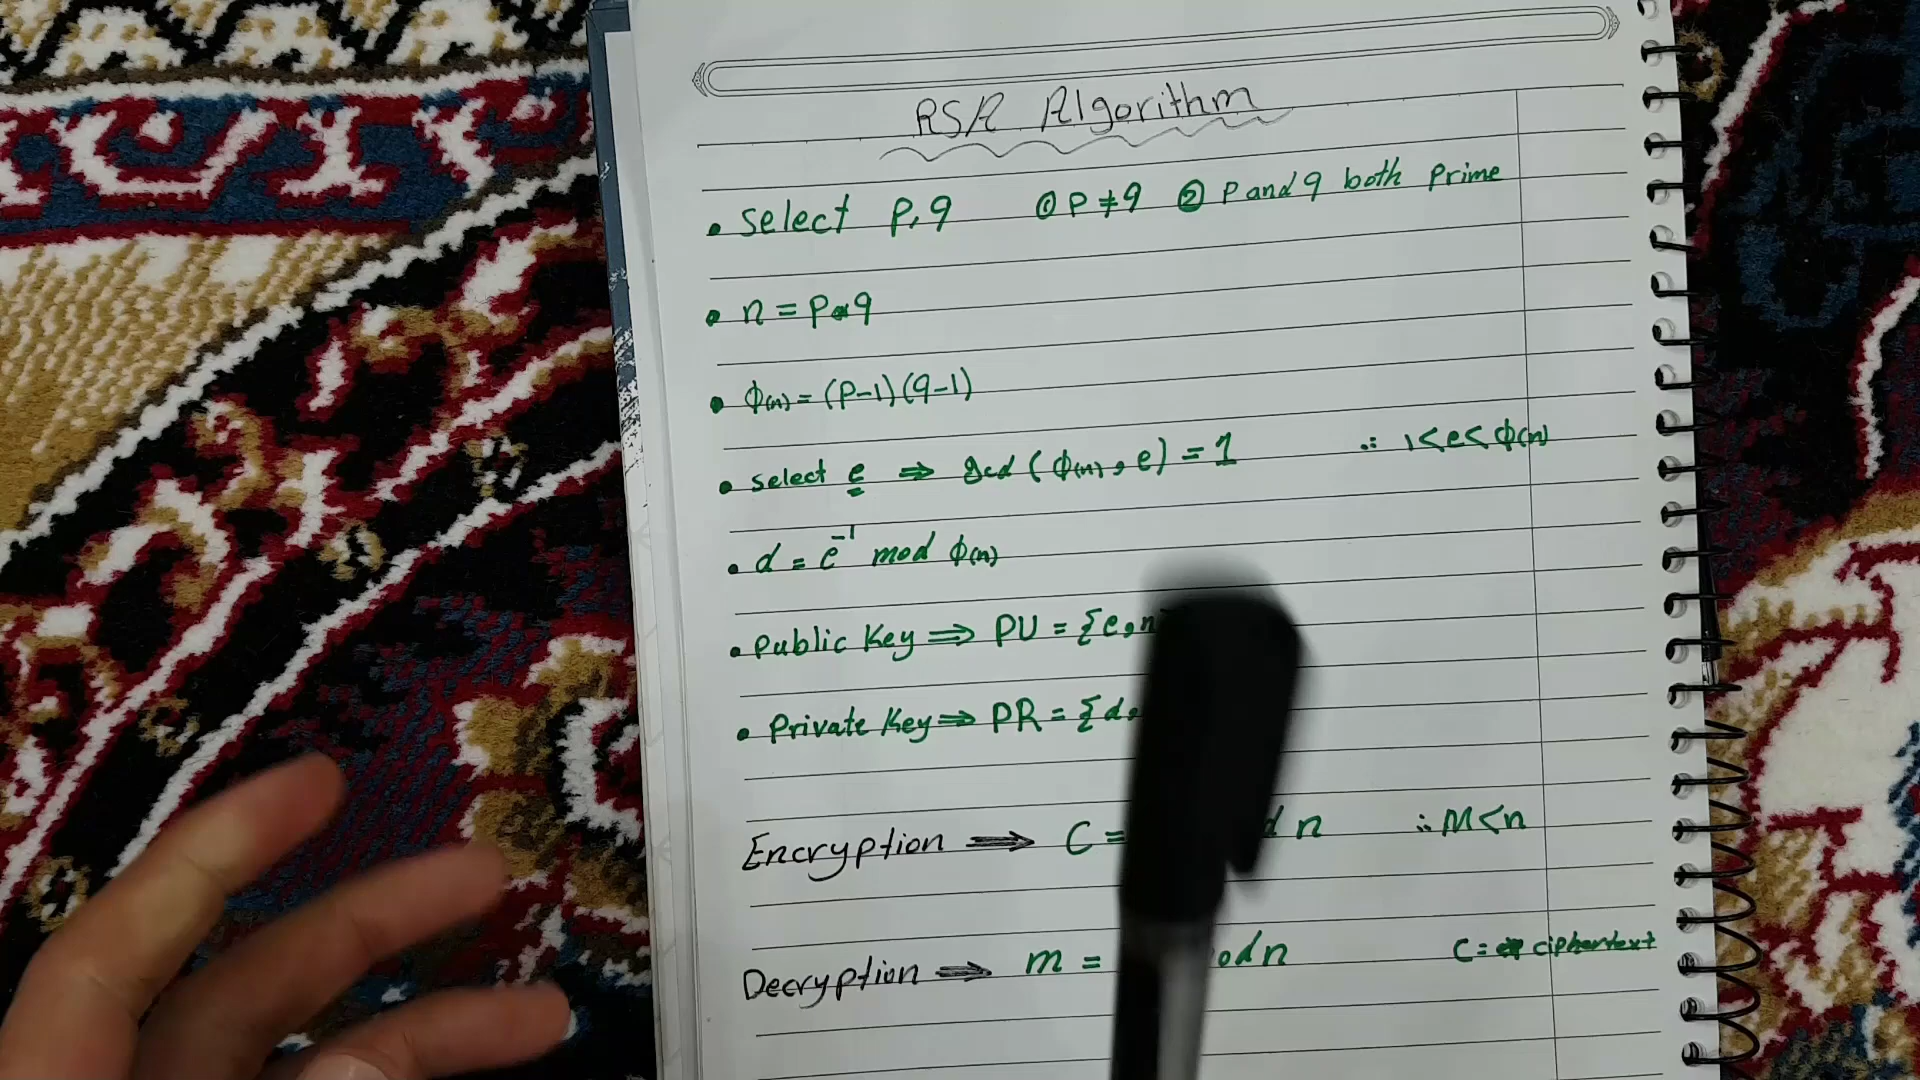 RSA Algorithm
• Select P, q ① P ≠ q ② P and q both Prime
• n = P * q
• ϕ(n) = (P-1)(q-1)
• select e ⇒ gcd (ϕ(n), e) = 1 ∴ 1<e<ϕ(n)
• d = e⁻¹ mod ϕ(n)
• Public Key ⇒ PU = {e, n
• Private Key ⇒ PR = {d,
Encryption ⇒ C = d n ∴ M<n
Decryption ⇒ m = od n C = ciphertext